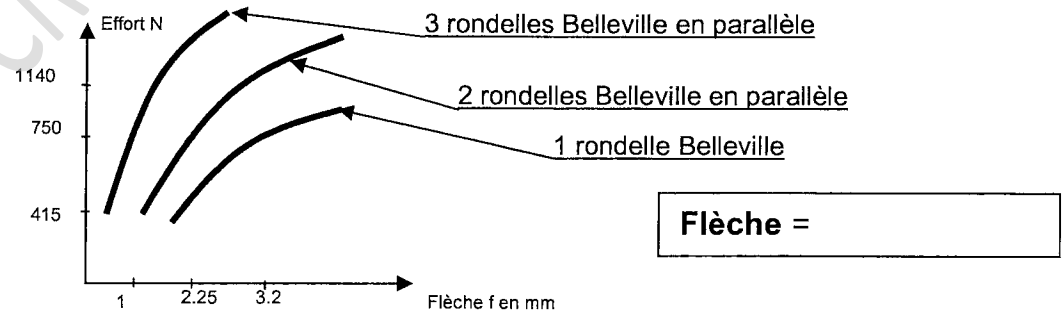 Effort N
3 rondelles Belleville en parallèle
1140
2 rondelles Belleville en parallèle
750
1 rondelle Belleville
415
Flèche =
1 2.25 3.2
Flèche f en mm